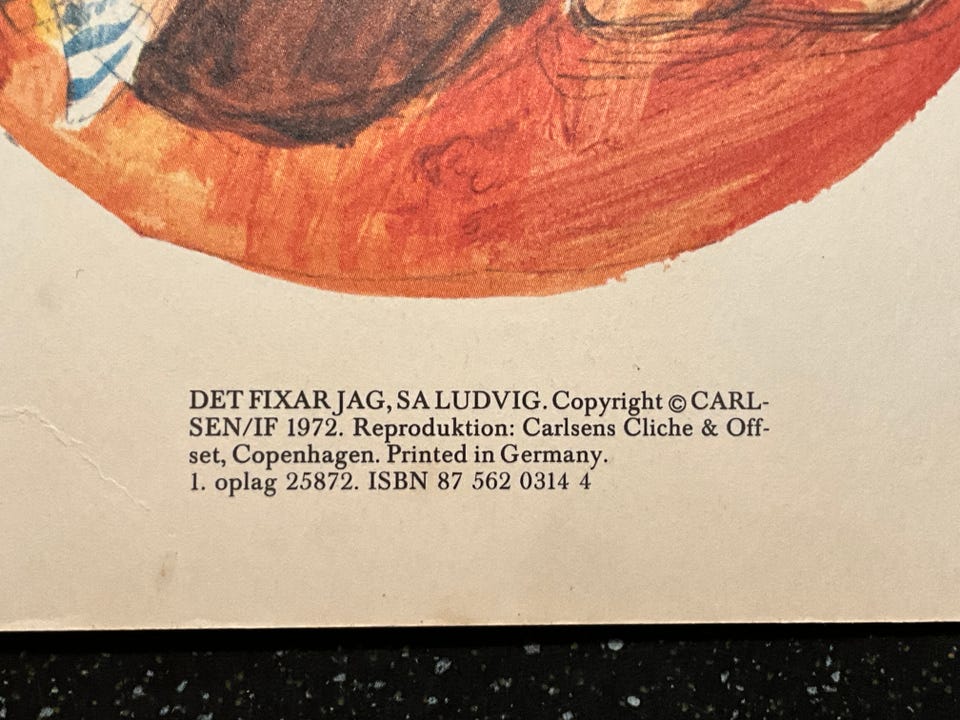 DET FIXAR JAG, SA LUDVIG. Copyright © CARL-
SEN/IF 1972. Reproduktion: Carlsens Cliche & Off-
set, Copenhagen. Printed in Germany.
1. oplag 25872. ISBN 87 562 0314 4